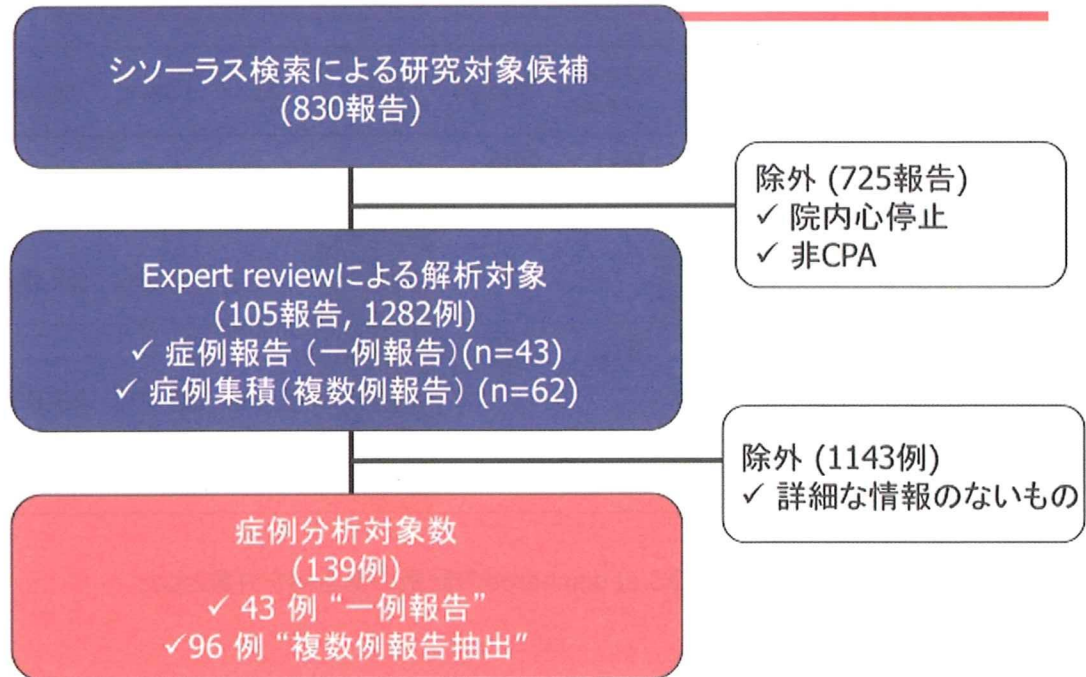 シソーラス検索による研究対象候補
(830報告)
除外 (725報告)
✓ 院内心停止
✓ 非CPA
Expert reviewによる解析対象
(105報告, 1282例)
✓ 症例報告（一例報告）(n=43)
✓ 症例集積（複数例報告） (n=62)
除外 (1143例)
✓ 詳細な情報のないもの
症例分析対象数
(139例)
✓ 43 例 “一例報告”
✓96 例 “複数例報告抽出”